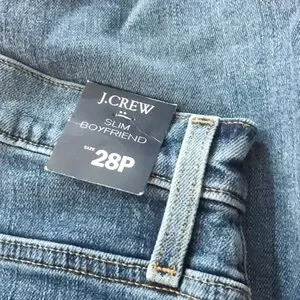 J.CREW
SLIM
BOYFRIEND
SIZE 28P